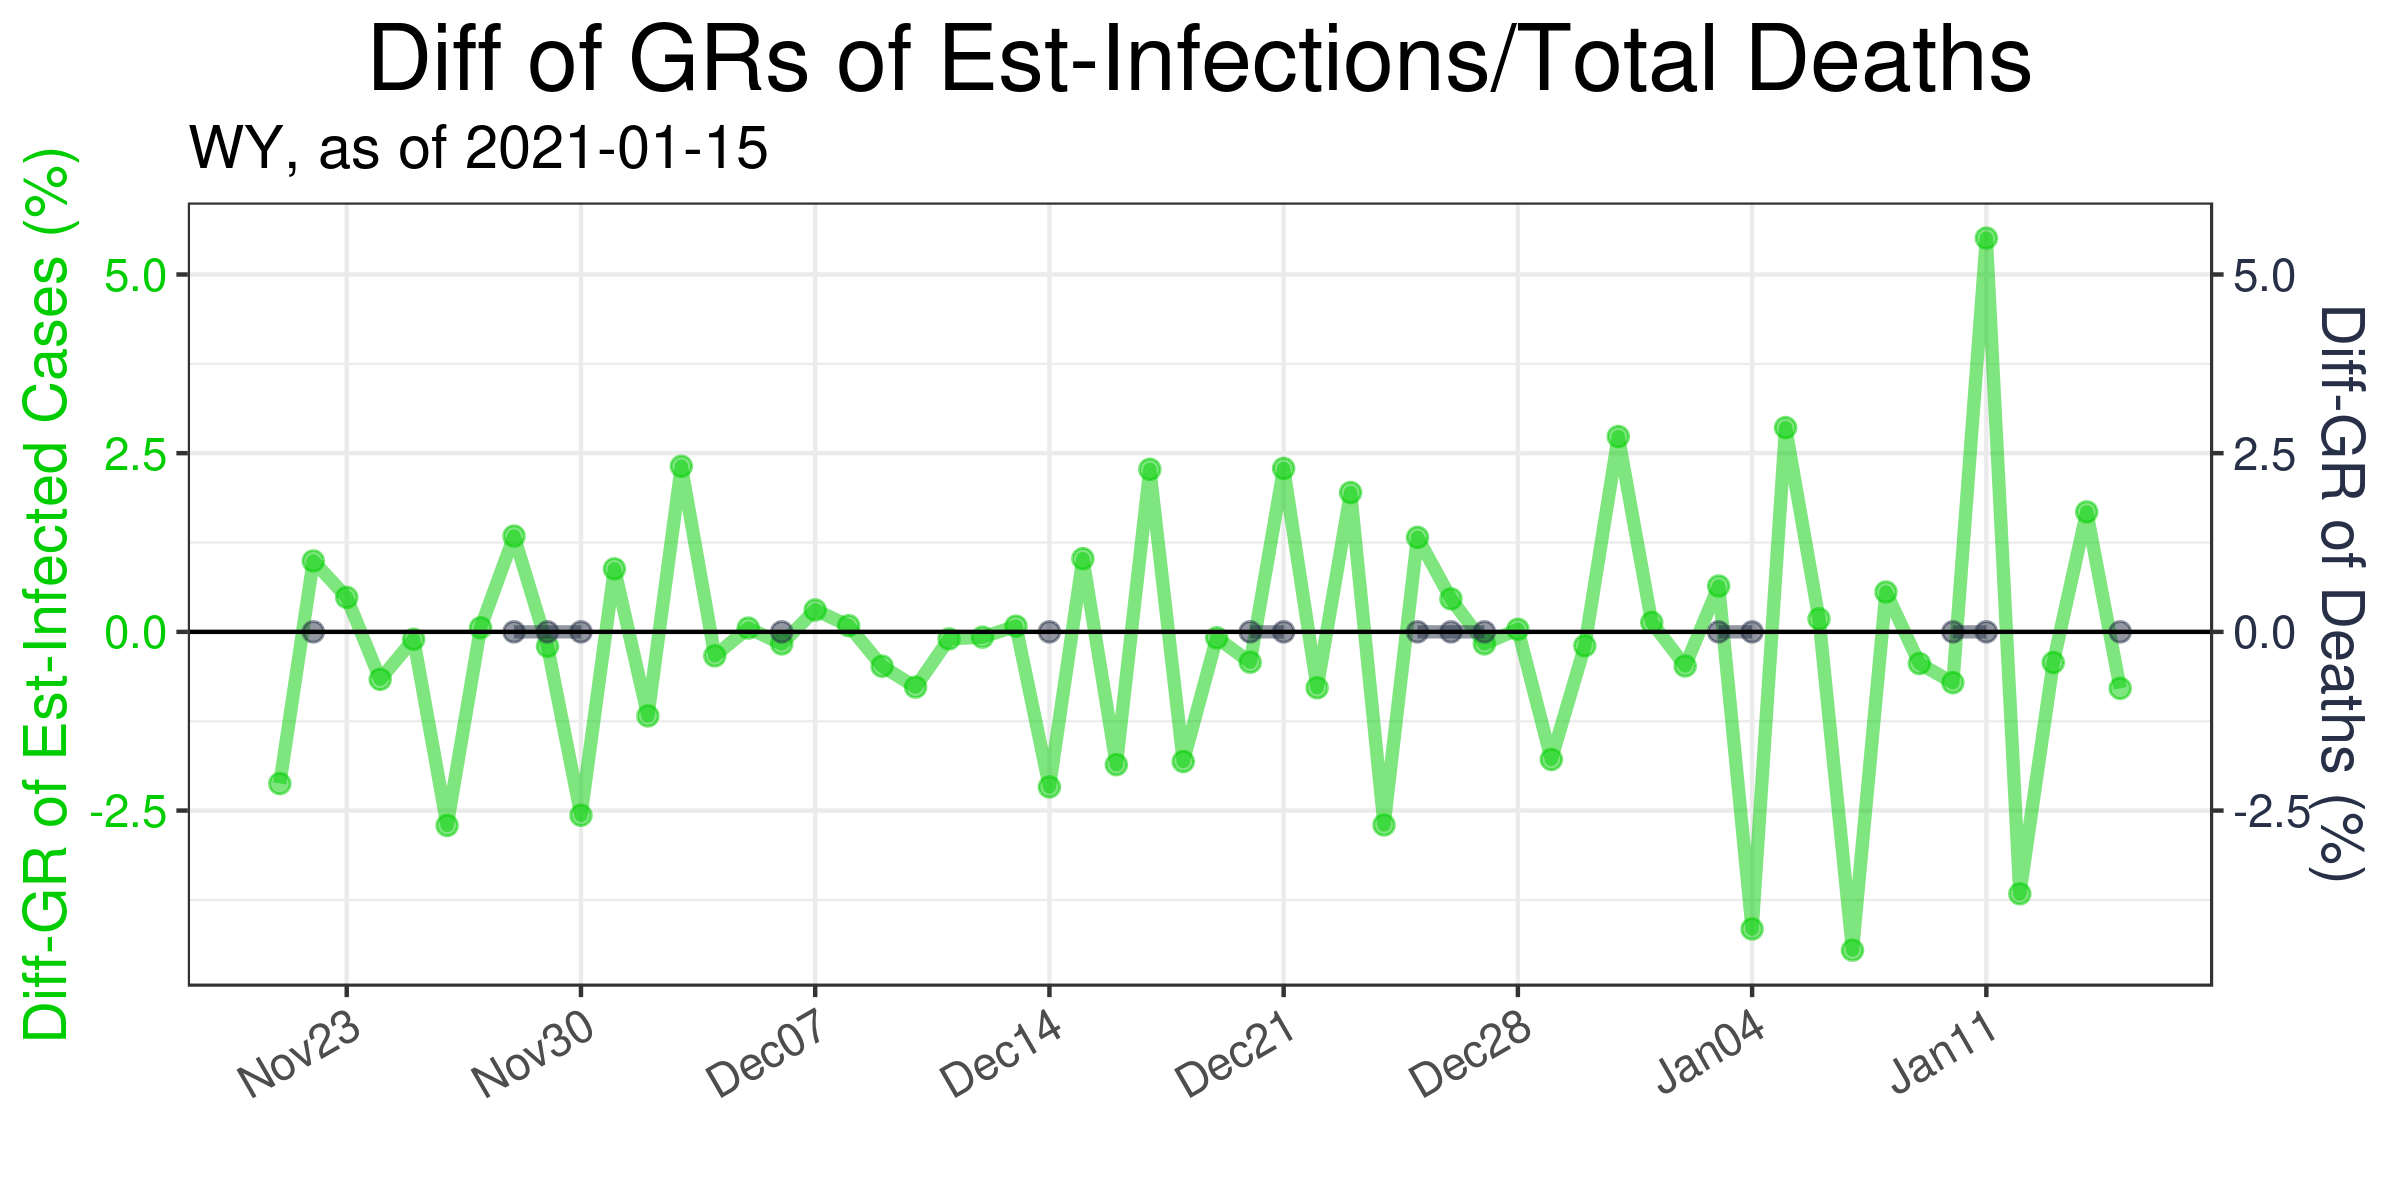 Diff of GRs of Est-Infections/Total Deaths
WY, as of 2021-01-15
Diff-GR of Est-Infected Cases (%)
5.0
2.5
0.0
-2.5
5.0
2.5
0.0
-2.5
Diff-GR of Deaths (%)
Nov23
Nov30
Dec07
Dec14
Dec21
Dec28
Jan04
Jan11